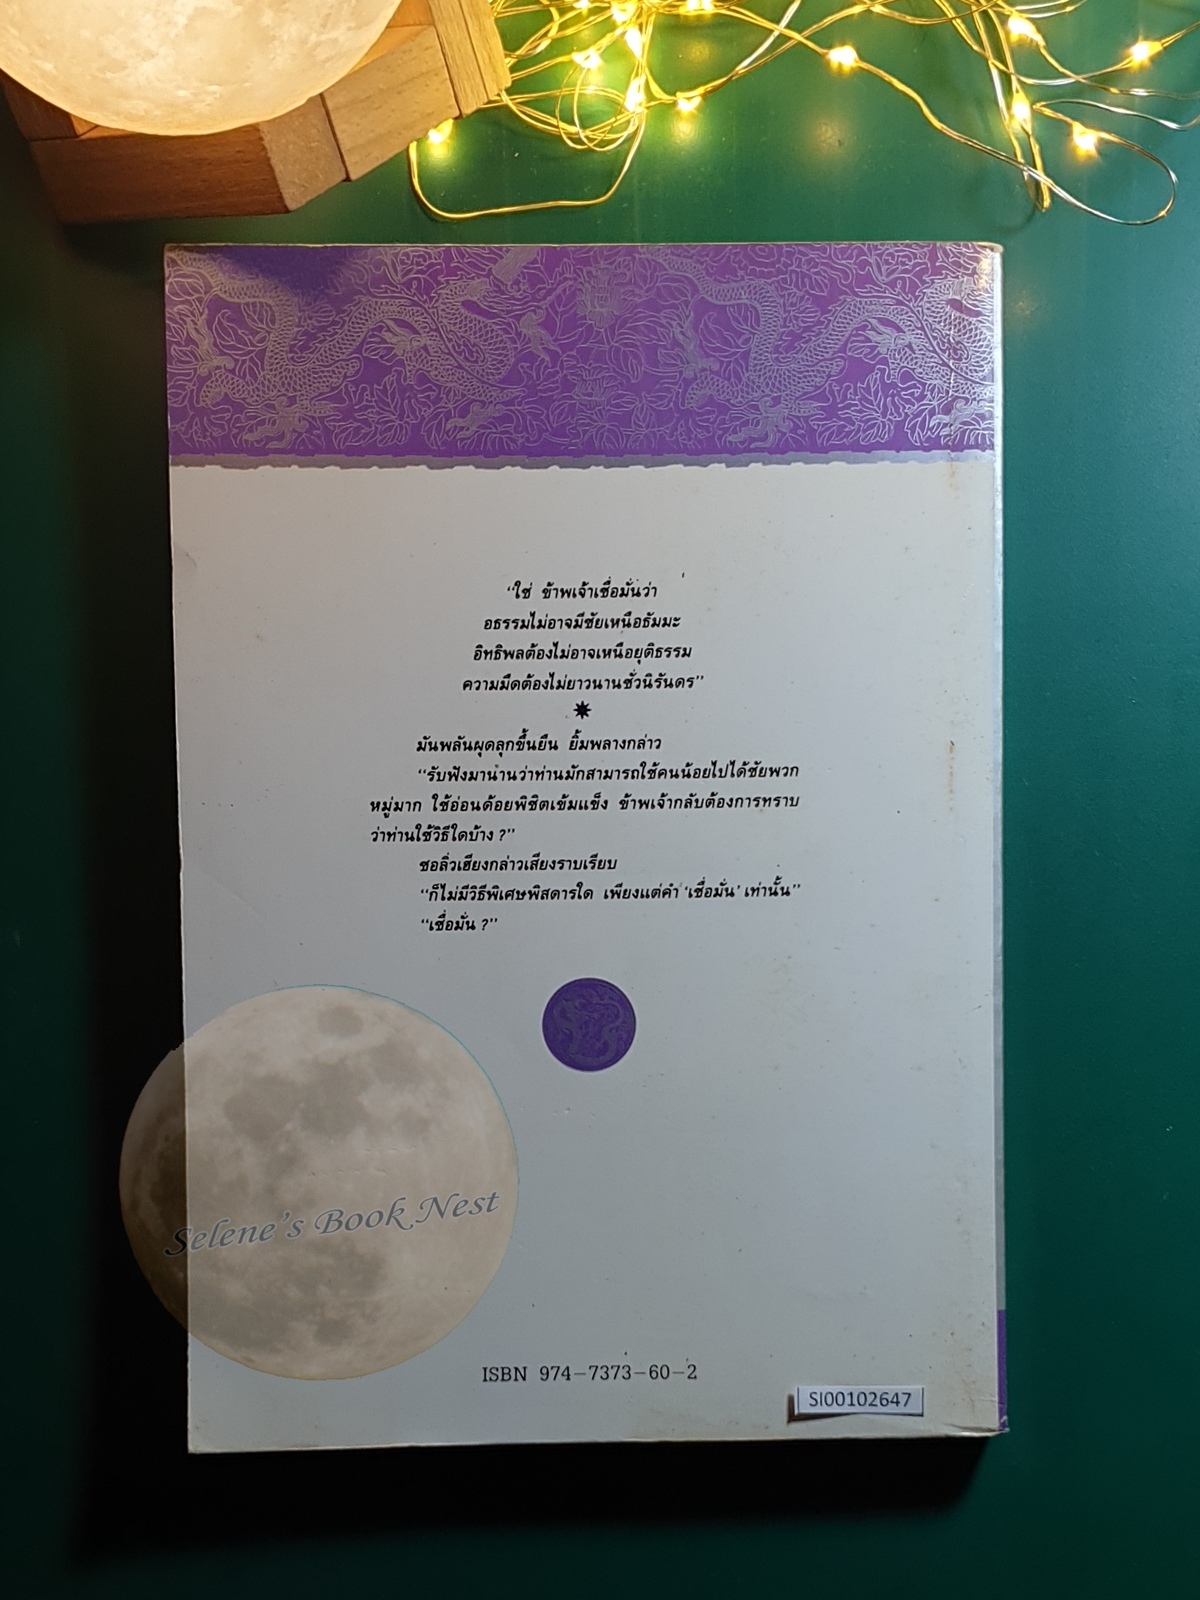 “ใช่ ข้าพเจ้าเชื่อมั่นว่า
อธรรมไม่อาจมีชัยเหนือธัมมะ
อิทธิพลต้องไม่อาจเหนือยุติธรรม
ความมืดต้องไม่ยาวนานชั่วนิรันดร”
มันพลันผุดลุกขึ้นยืน ยิ้มพลางกล่าว
“รับฟังมานานว่าท่านมักสามารถใช้คนน้อยไปได้ชัยพวก
หมู่มาก ใช้อ่อนด้อยพิชิตเข้มแข็ง ข้าพเจ้ากลับต้องการทราบ
ว่าท่านใช้วิธีใดบ้าง ?”
ชอลิ่วเฮียงกล่าวเสียงราบเรียบ
“ก็ไม่มีวิธีพิเศษพิสดารใด เพียงแต่คำ ‘เชื่อมั่น’ เท่านั้น”
“เชื่อมั่น ?”
Selene's Book Nest
ISBN 974-7373-60-2
SI00102647